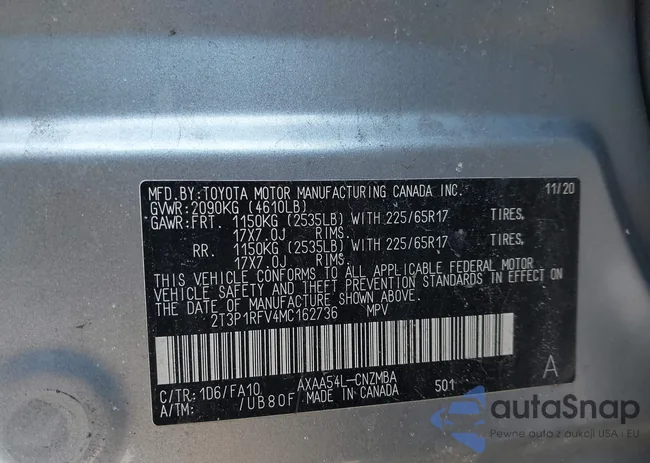 MFD.BY:TOYOTA MOTOR MANUFACTURING CANADA INC. 11/20
GVWR:2090KG (4610LB)
GAWR:FRT. 1150KG (2535LB) WITH 225/65R17 TIRES,
17X7.0J RIMS.
RR. 1150KG (2535LB) WITH 225/65R17 TIRES,
17X7.0J RIMS.
THIS VEHICLE CONFORMS TO ALL APPLICABLE FEDERAL MOTOR
VEHICLE SAFETY AND THEFT PREVENTION STANDARDS IN EFFECT ON
THE DATE OF MANUFACTURE SHOWN ABOVE.
2T3P1RFV4MC162736 MPV
C/TR: 1D6/FA10 AXAA54L-CNZMBA 501 A
A/TM: /UB80F MADE IN CANADA
autoSnap
Pewne auto z aukcji USA i EU